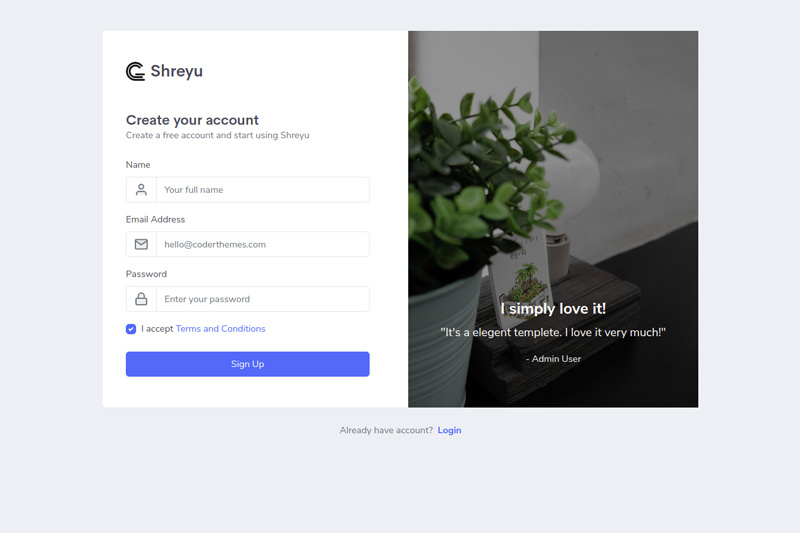 Shreyu
Create your account
Create a free account and start using Shreyu
Name
Your full name
Email Address
hello@coderthemes.com
Password
Enter your password
I accept Terms and Conditions
Sign Up
I simply love it!
"It's a elegent templete. I love it very much!"
- Admin User
Already have account? Login